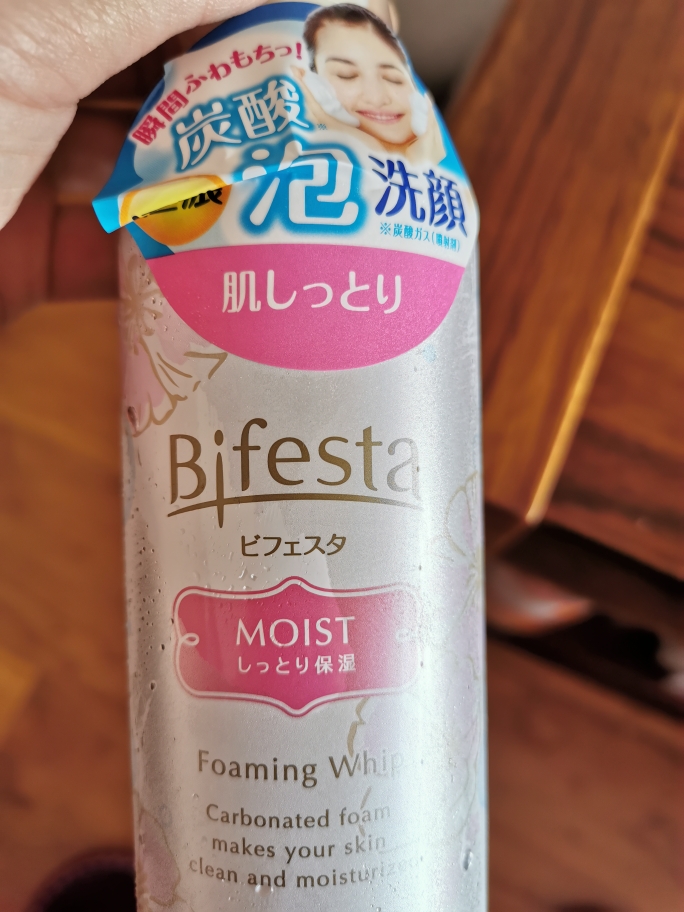 瞬間ふわもちっ!
炭酸※
泡洗顔
※炭酸ガス(噴射剤)
肌しっとり
Bifesta
ビフェスタ
MOIST
しっとり保湿
Foaming Whip
Carbonated foam
makes your skin
clean and moisturized